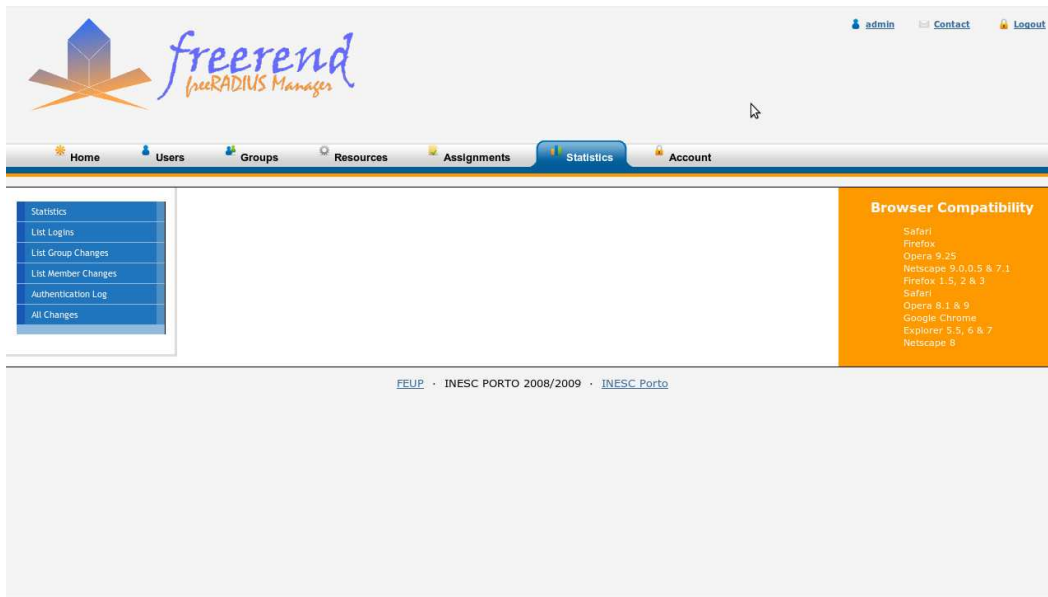 admin Contact Logout
freerend
freeRADIUS Manager
Home Users Groups Resources Assignments Statistics Account
Statistics
List Logins
List Group Changes
List Member Changes
Authentication Log
All Changes
Browser Compatibility
Safari
Firefox
Opera 9.25
Netscape 9.0.0.5 & 7.1
Firefox 1.5, 2 & 3
Safari
Opera 8.1 & 9
Google Chrome
Explorer 5.5, 6 & 7
Netscape 8
FEUP · INESC PORTO 2008/2009 · INESC Porto